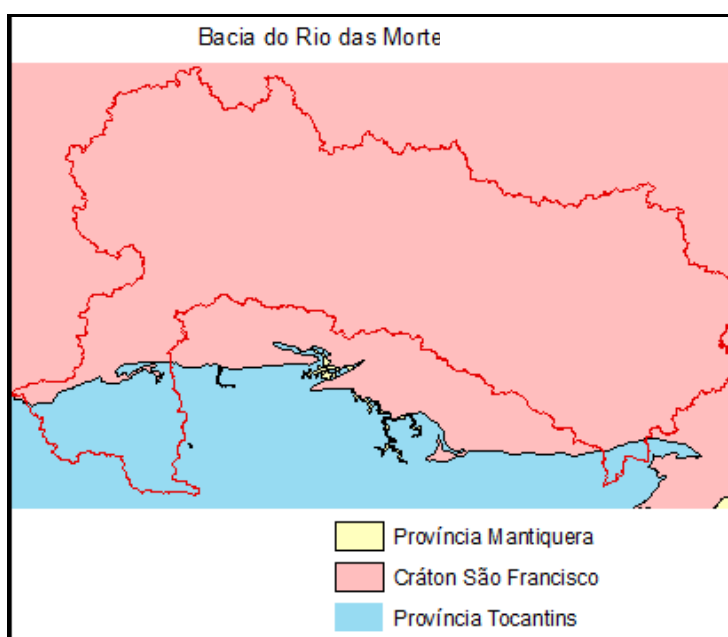 Bacia do Rio das Morte
Província Mantiquera
Cráton São Francisco
Província Tocantins